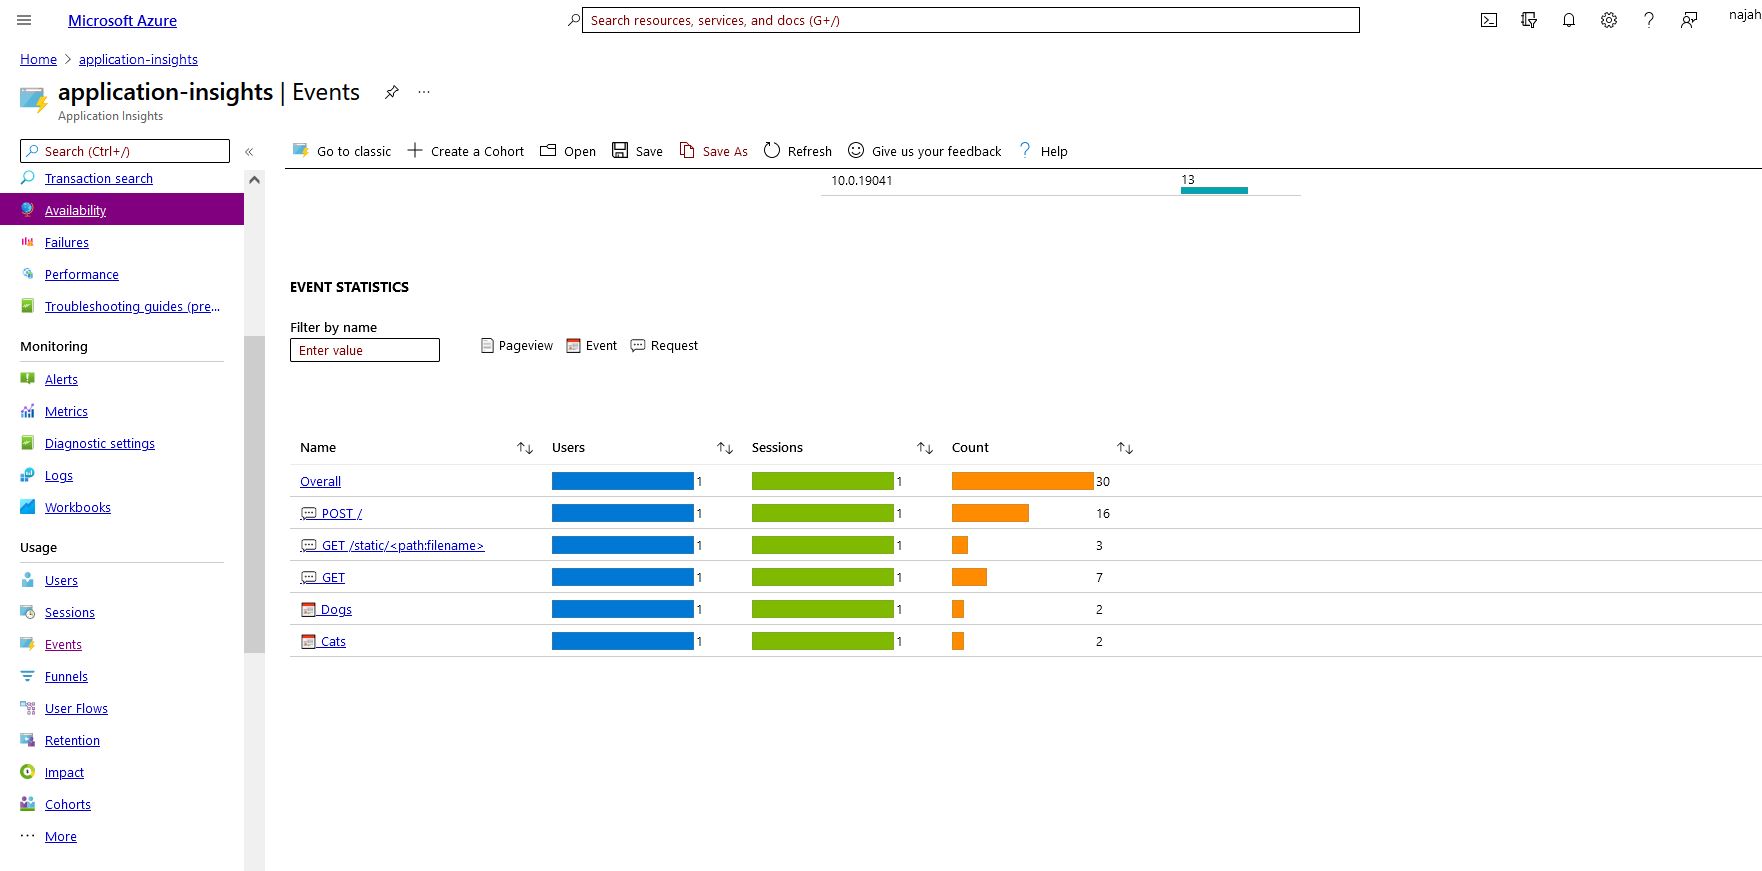 Microsoft Azure
Search resources, services, and docs (G+/)
najah
Home > application-insights
application-insights | Events
...
Application Insights
Search (Ctrl+/)
«
Go to classic
Create a Cohort
Open
Save
Save As
Refresh
Give us your feedback
? Help
Transaction search
Availability
Failures
Performance
Troubleshooting guides (pre...
Monitoring
Alerts
Metrics
Diagnostic settings
Logs
Workbooks
Usage
Users
Sessions
Events
Funnels
User Flows
Retention
Impact
Cohorts
... More
10.0.19041 13
EVENT STATISTICS
Filter by name
Enter value
Pageview Event Request
Name Users Sessions Count
Overall 1 1 30
POST / 1 1 16
GET /static/<path:filename> 1 1 3
GET 1 1 7
Dogs 1 1 2
Cats 1 1 2